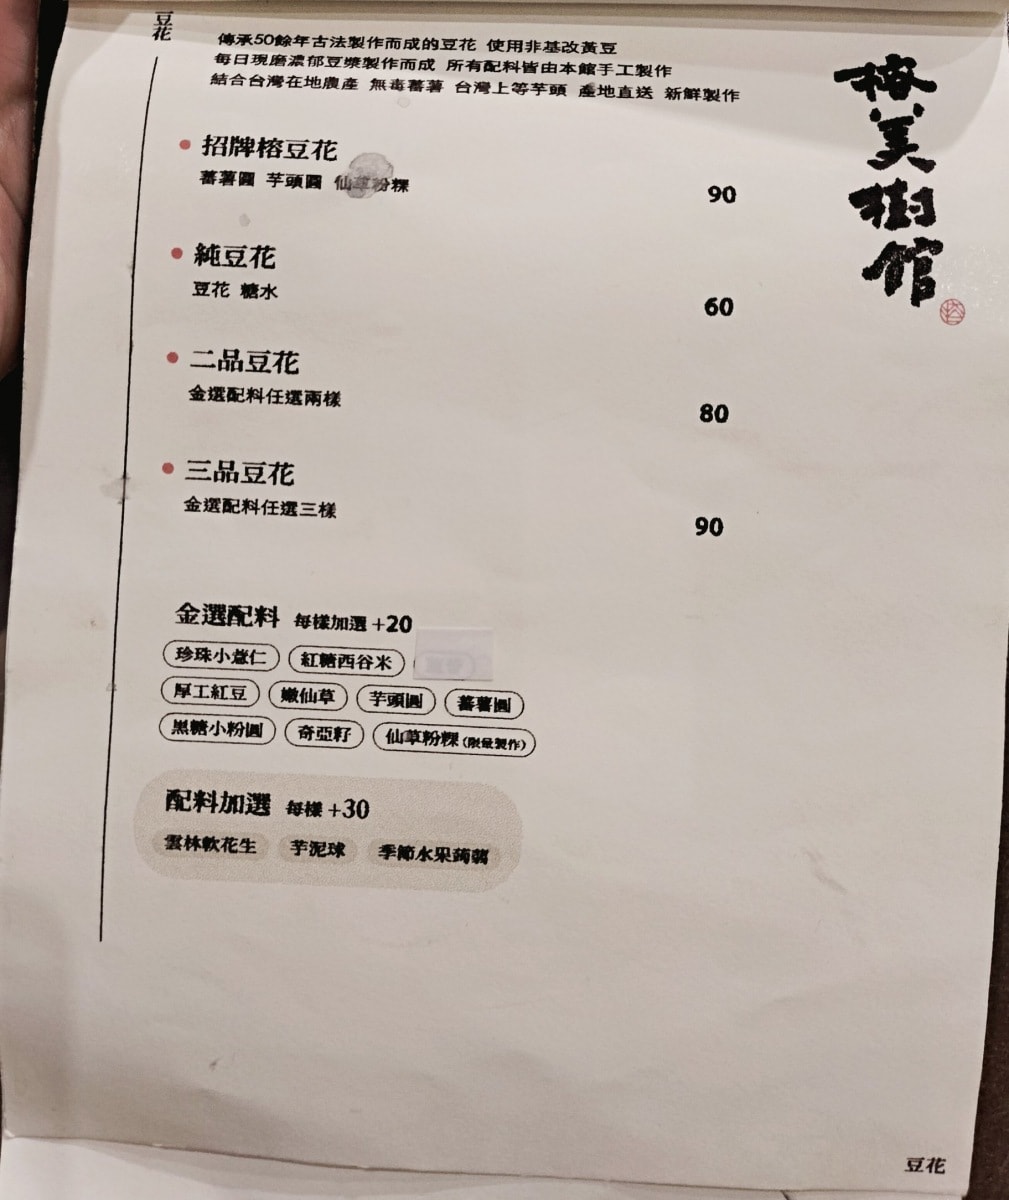 豆花
傳承50餘年古法製作而成的豆花 使用非基改黃豆
每日現磨濃郁豆漿製作而成 所有配料皆由本館手工製作
結合台灣在地農產 無毒蕃薯 台灣上等芋頭 產地直送 新鮮製作
榕美樹館
招牌榕豆花
蕃薯圓 芋頭圓 仙草粉粿
90
純豆花
豆花 糖水
60
二品豆花
金選配料任選兩樣
80
三品豆花
金選配料任選三樣
90
金選配料 每樣加選 +20
珍珠小薏仁 紅糖西谷米
厚工紅豆 嫩仙草 芋頭圓 蕃薯圓
黑糖小粉圓 奇亞籽 仙草粉粿(限量製作)
配料加選 每樣 +30
雲林軟花生 芋泥球 季節水果蒟蒻
豆花